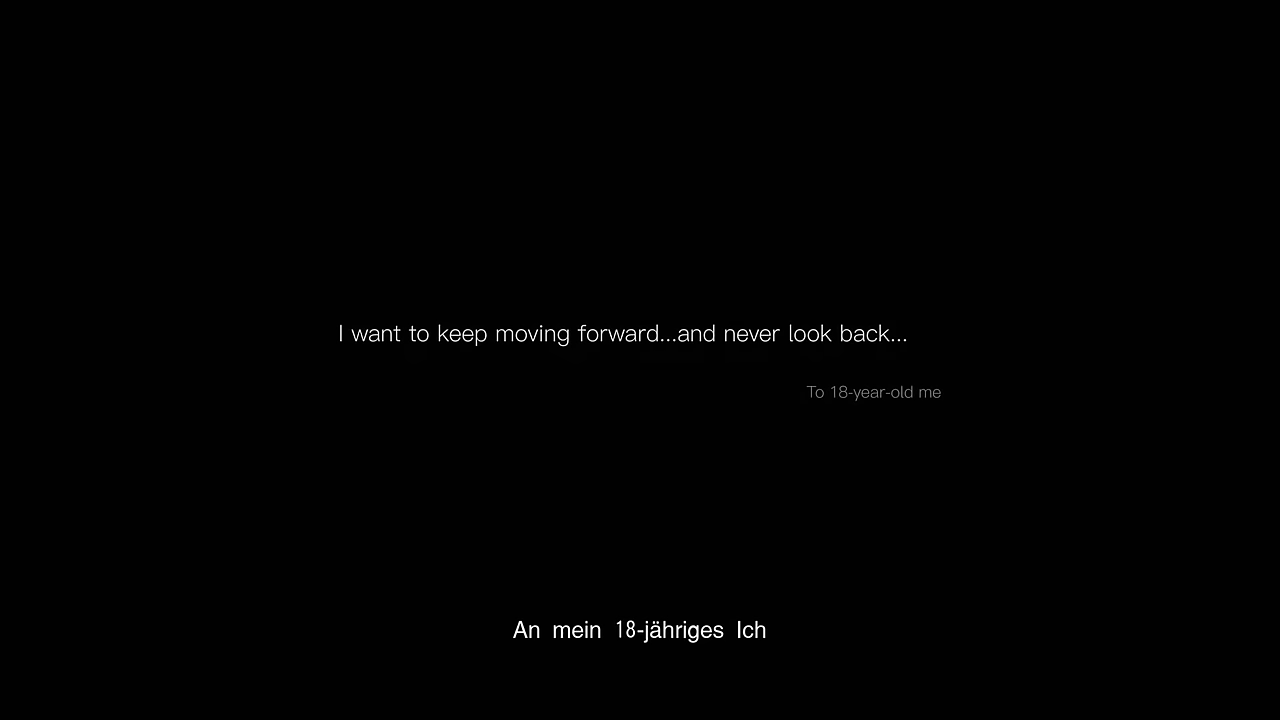 I want to keep moving forward...and never look back...
To 18-year-old me
An mein 18-jähriges Ich